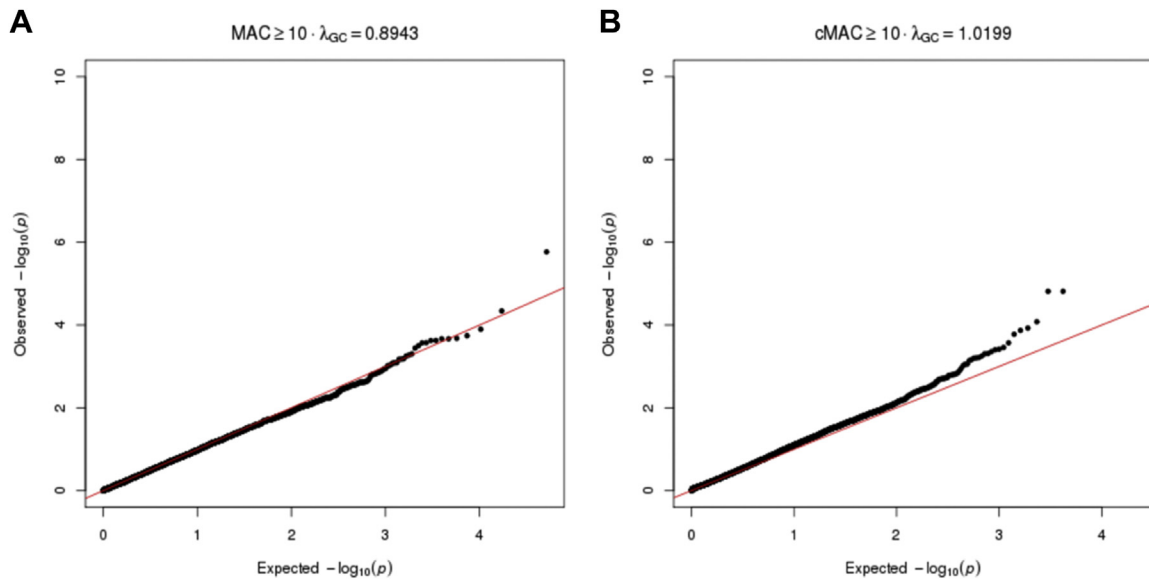 A
MAC ≥ 10 · λGC = 0.8943
10
8
6
4
2
0
Observed −log10(p)
0 1 2 3 4
Expected −log10(p)
B
cMAC ≥ 10 · λGC = 1.0199
10
8
6
4
2
0
Observed −log10(p)
0 1 2 3 4
Expected −log10(p)